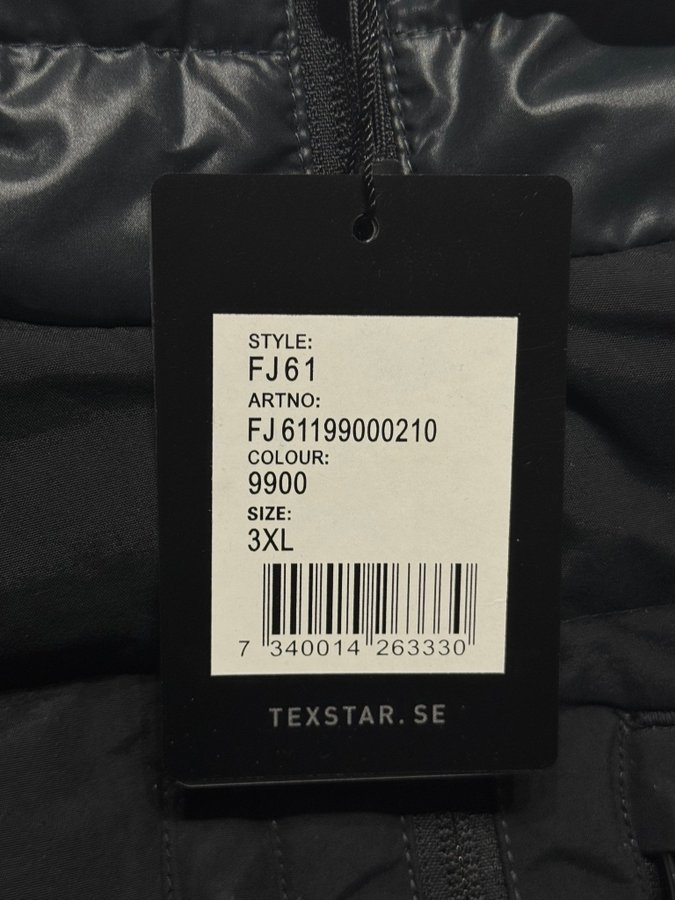 STYLE:
FJ61
ARTNO:
FJ61199000210
COLOUR:
9900
SIZE:
3XL
7 340014 263330
TEXSTAR.SE